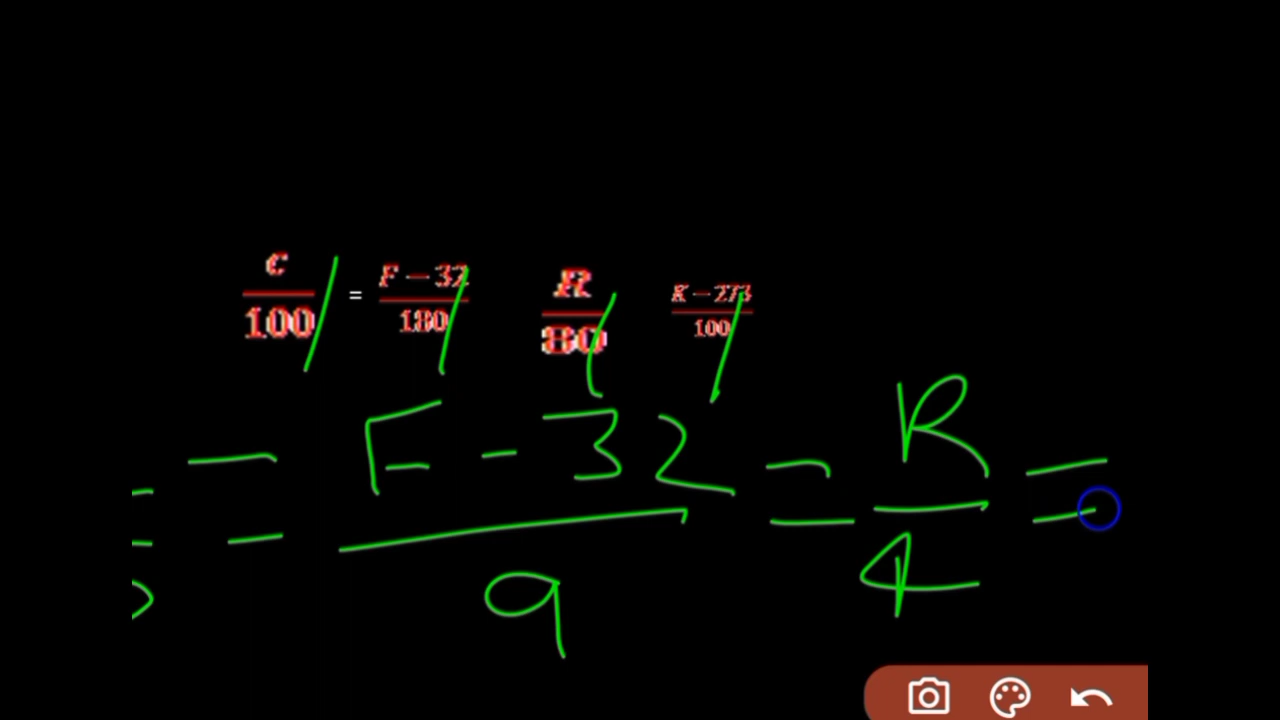 C/100 = F − 32/180 R/80 K − 273/100
= F - 32/9 = R/4 =